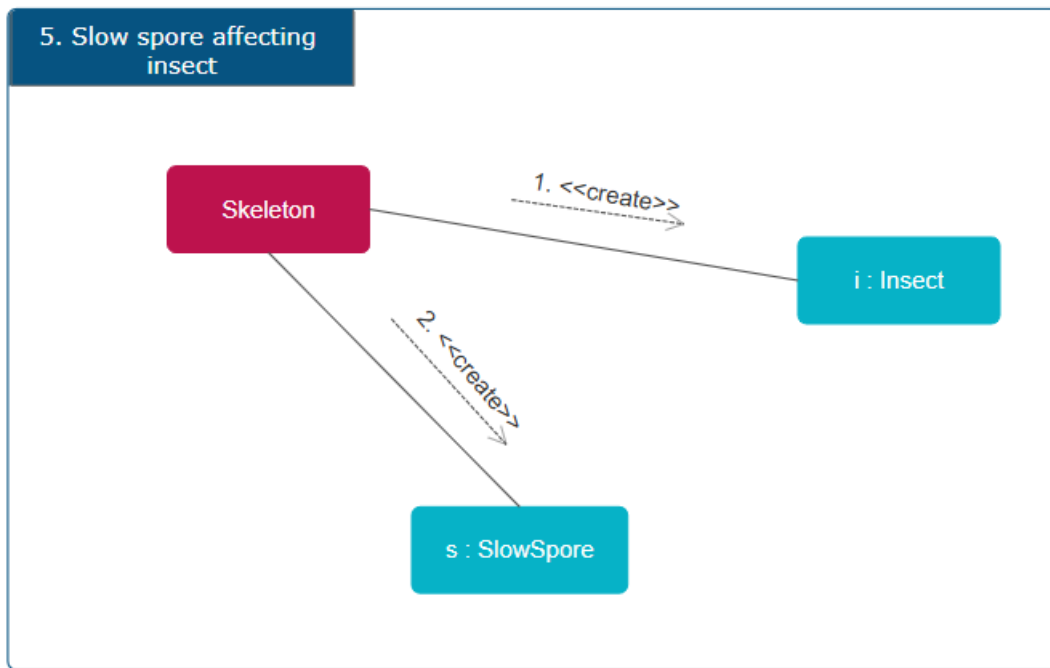 5. Slow spore affecting
insect
Skeleton
1. <<create>>
i : Insect
2. <<create>>
s : SlowSpore